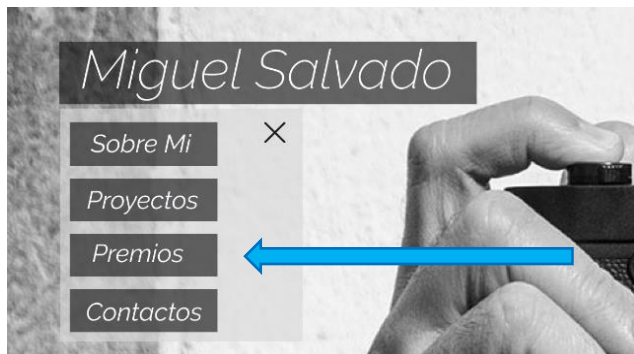 Miguel Salvado
Sobre Mi
Proyectos
Premios
Contactos